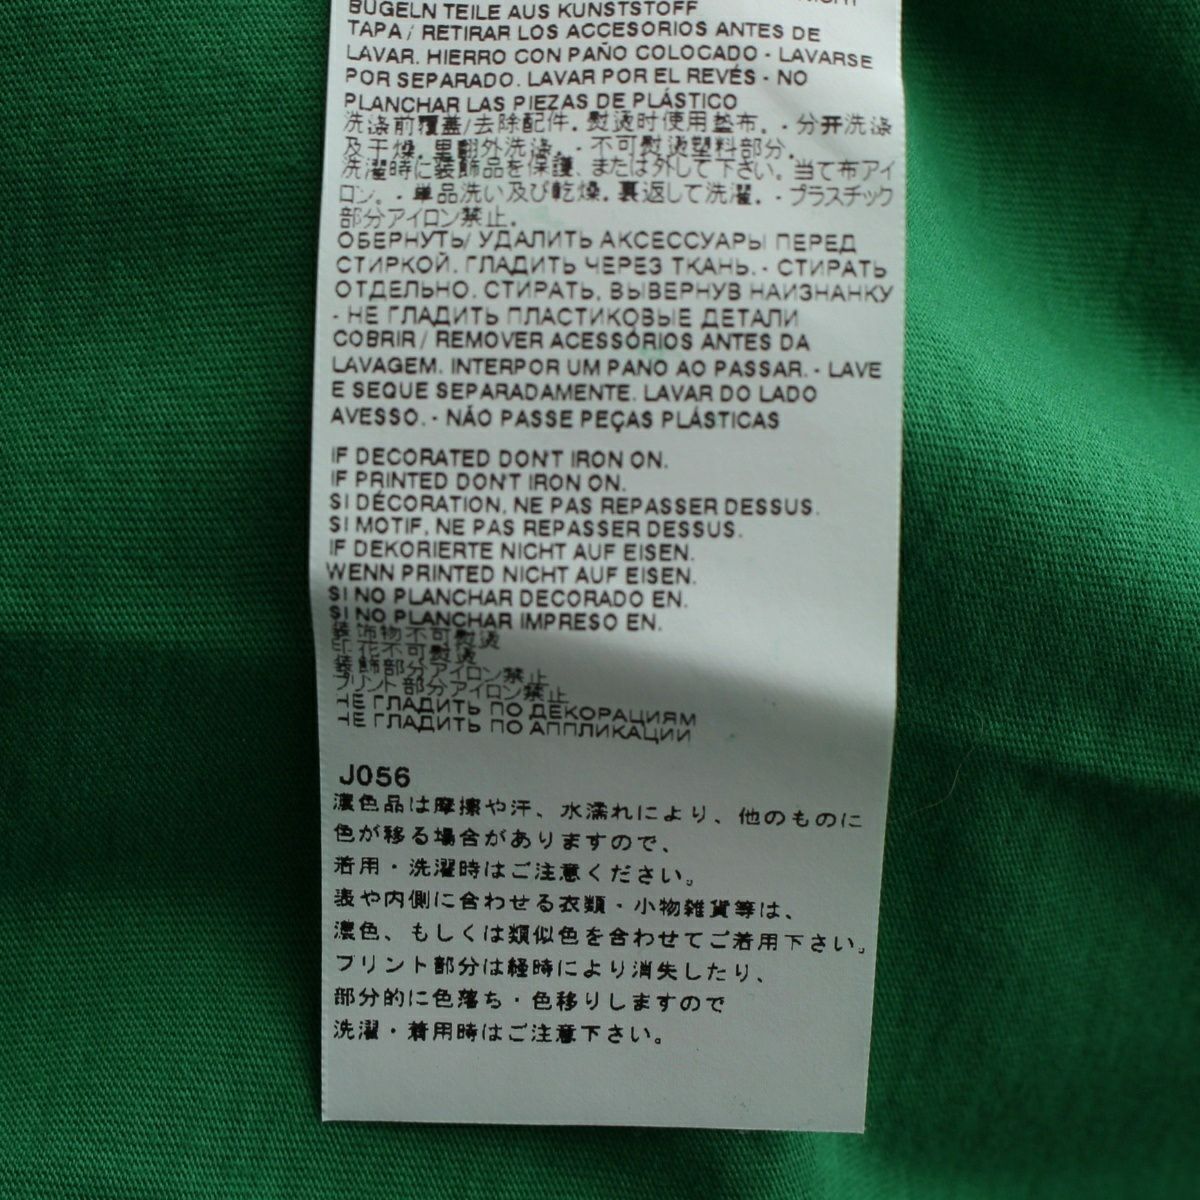 BÜGELN TEILE AUS KUNSTSTOFF
TAPA / RETIRAR LOS ACCESORIOS ANTES DE
LAVAR. HIERRO CON PAÑO COLOCADO - LAVARSE
POR SEPARADO. LAVAR POR EL REVÉS - NO
PLANCHAR LAS PIEZAS DE PLÁSTICO
洗涤前覆盖/去除配件. 熨烫时使用垫布. - 分开洗涤
及干燥. 里翻外洗涤. - 不可熨烫塑料部分.
洗濯時に装飾品を保護、または外して下さい。当て布アイ
ロン。- 単品洗い及び乾燥. 裏返して洗濯. - プラスチック
部分アイロン禁止.
ОБЕРНУТЬ/ УДАЛИТЬ АКСЕССУАРЫ ПЕРЕД
СТИРКОЙ. ГЛАДИТЬ ЧЕРЕЗ ТКАНЬ. - СТИРАТЬ
ОТДЕЛЬНО. СТИРАТЬ, ВЫВЕРНУВ НАИЗНАНКУ
- НЕ ГЛАДИТЬ ПЛАСТИКОВЫЕ ДЕТАЛИ
COBRIR / REMOVER ACESSÓRIOS ANTES DA
LAVAGEM. INTERPOR UM PANO AO PASSAR. - LAVE
E SEQUE SEPARADAMENTE. LAVAR DO LADO
AVESSO. - NÃO PASSE PEÇAS PLÁSTICAS
IF DECORATED DON'T IRON ON.
IF PRINTED DON'T IRON ON.
SI DÉCORATION, NE PAS REPASSER DESSUS.
SI MOTIF, NE PAS REPASSER DESSUS.
IF DEKORIERTE NICHT AUF EISEN.
WENN PRINTED NICHT AUF EISEN.
SI NO PLANCHAR DECORADO EN.
SI NO PLANCHAR IMPRESO EN.
装饰物不可熨烫
印花不可熨烫
装飾部分アイロン禁止
プリント部分アイロン禁止
НЕ ГЛАДИТЬ ПО ДЕКОРАЦИЯМ
НЕ ГЛАДИТЬ ПО АППЛИКАЦИИ
J056
濃色品は摩擦や汗、水濡れにより、他のものに
色が移る場合がありますので、
着用・洗濯時はご注意ください。
表や内側に合わせる衣類・小物雑貨等は、
濃色、もしくは類似色を合わせてご着用下さい。
プリント部分は経時により消失したり、
部分的に色落ち・色移りしますので
洗濯・着用時はご注意下さい。